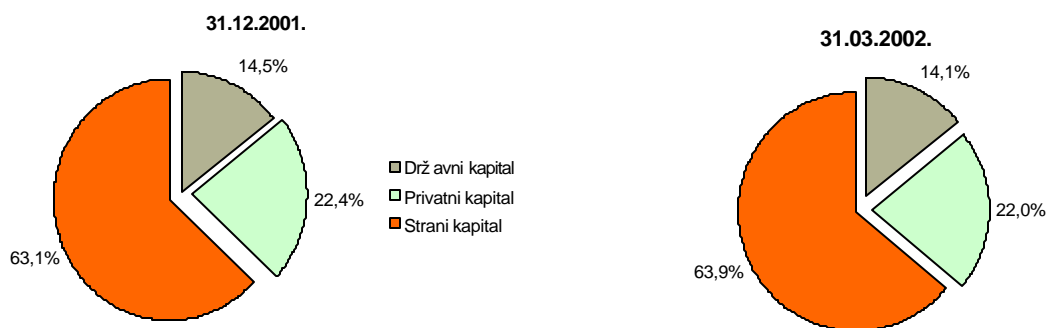 31.12.2001.
14,5%
22,4%
63,1%
Drž avni kapital
Privatni kapital
Strani kapital
31.03.2002.
14,1%
22,0%
63,9%